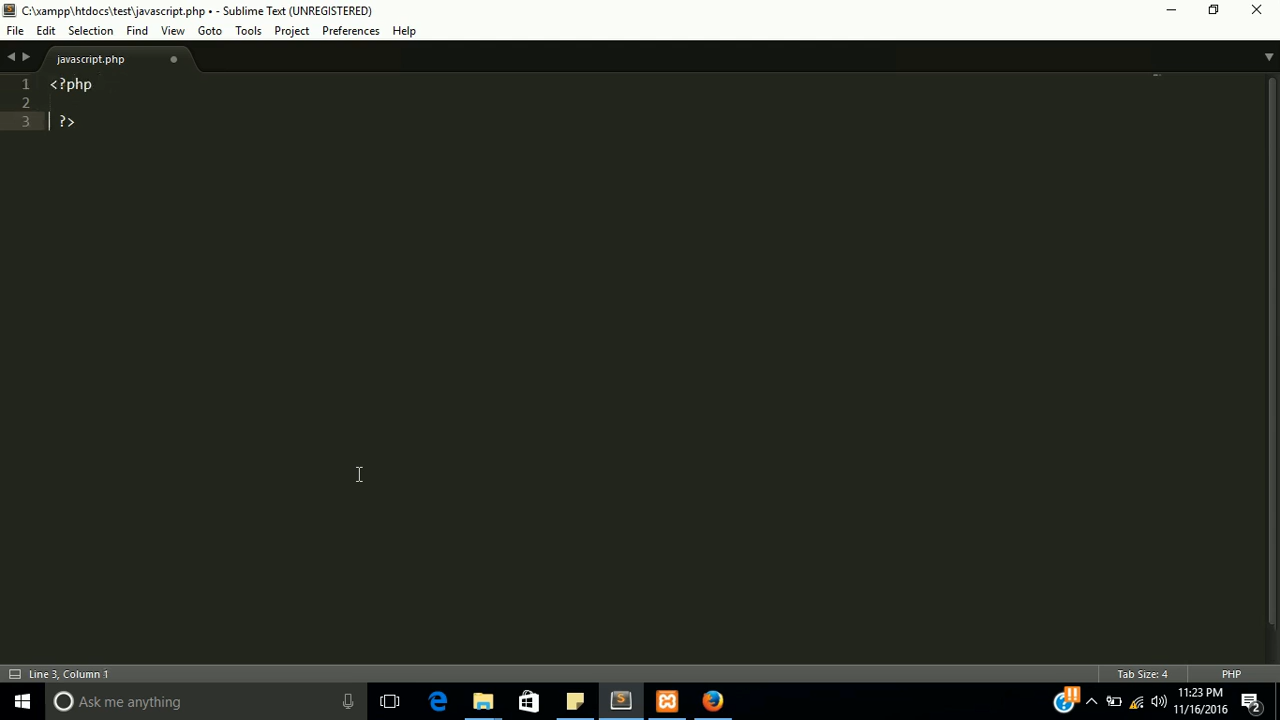 C:\xampp\htdocs\test\javascript.php • - Sublime Text (UNREGISTERED)
File Edit Selection Find View Goto Tools Project Preferences Help
javascript.php
1 <?php
2
3 ?>
Line 3, Column 1 Tab Size: 4 PHP
Ask me anything
11:23 PM
11/16/2016
2